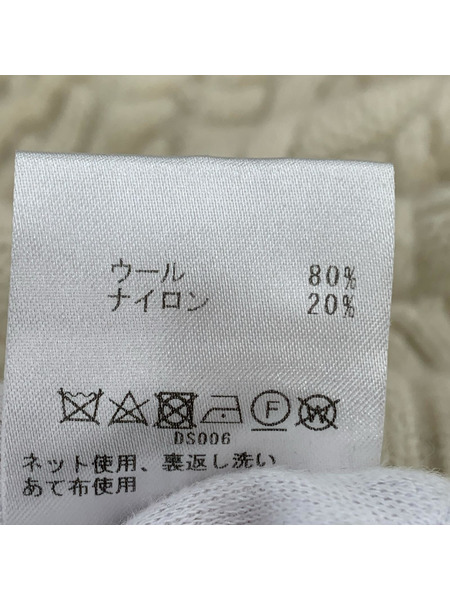 ウール 80%
ナイロン 20%
F W
DS006
ネット使用、裏返し洗い
あて布使用